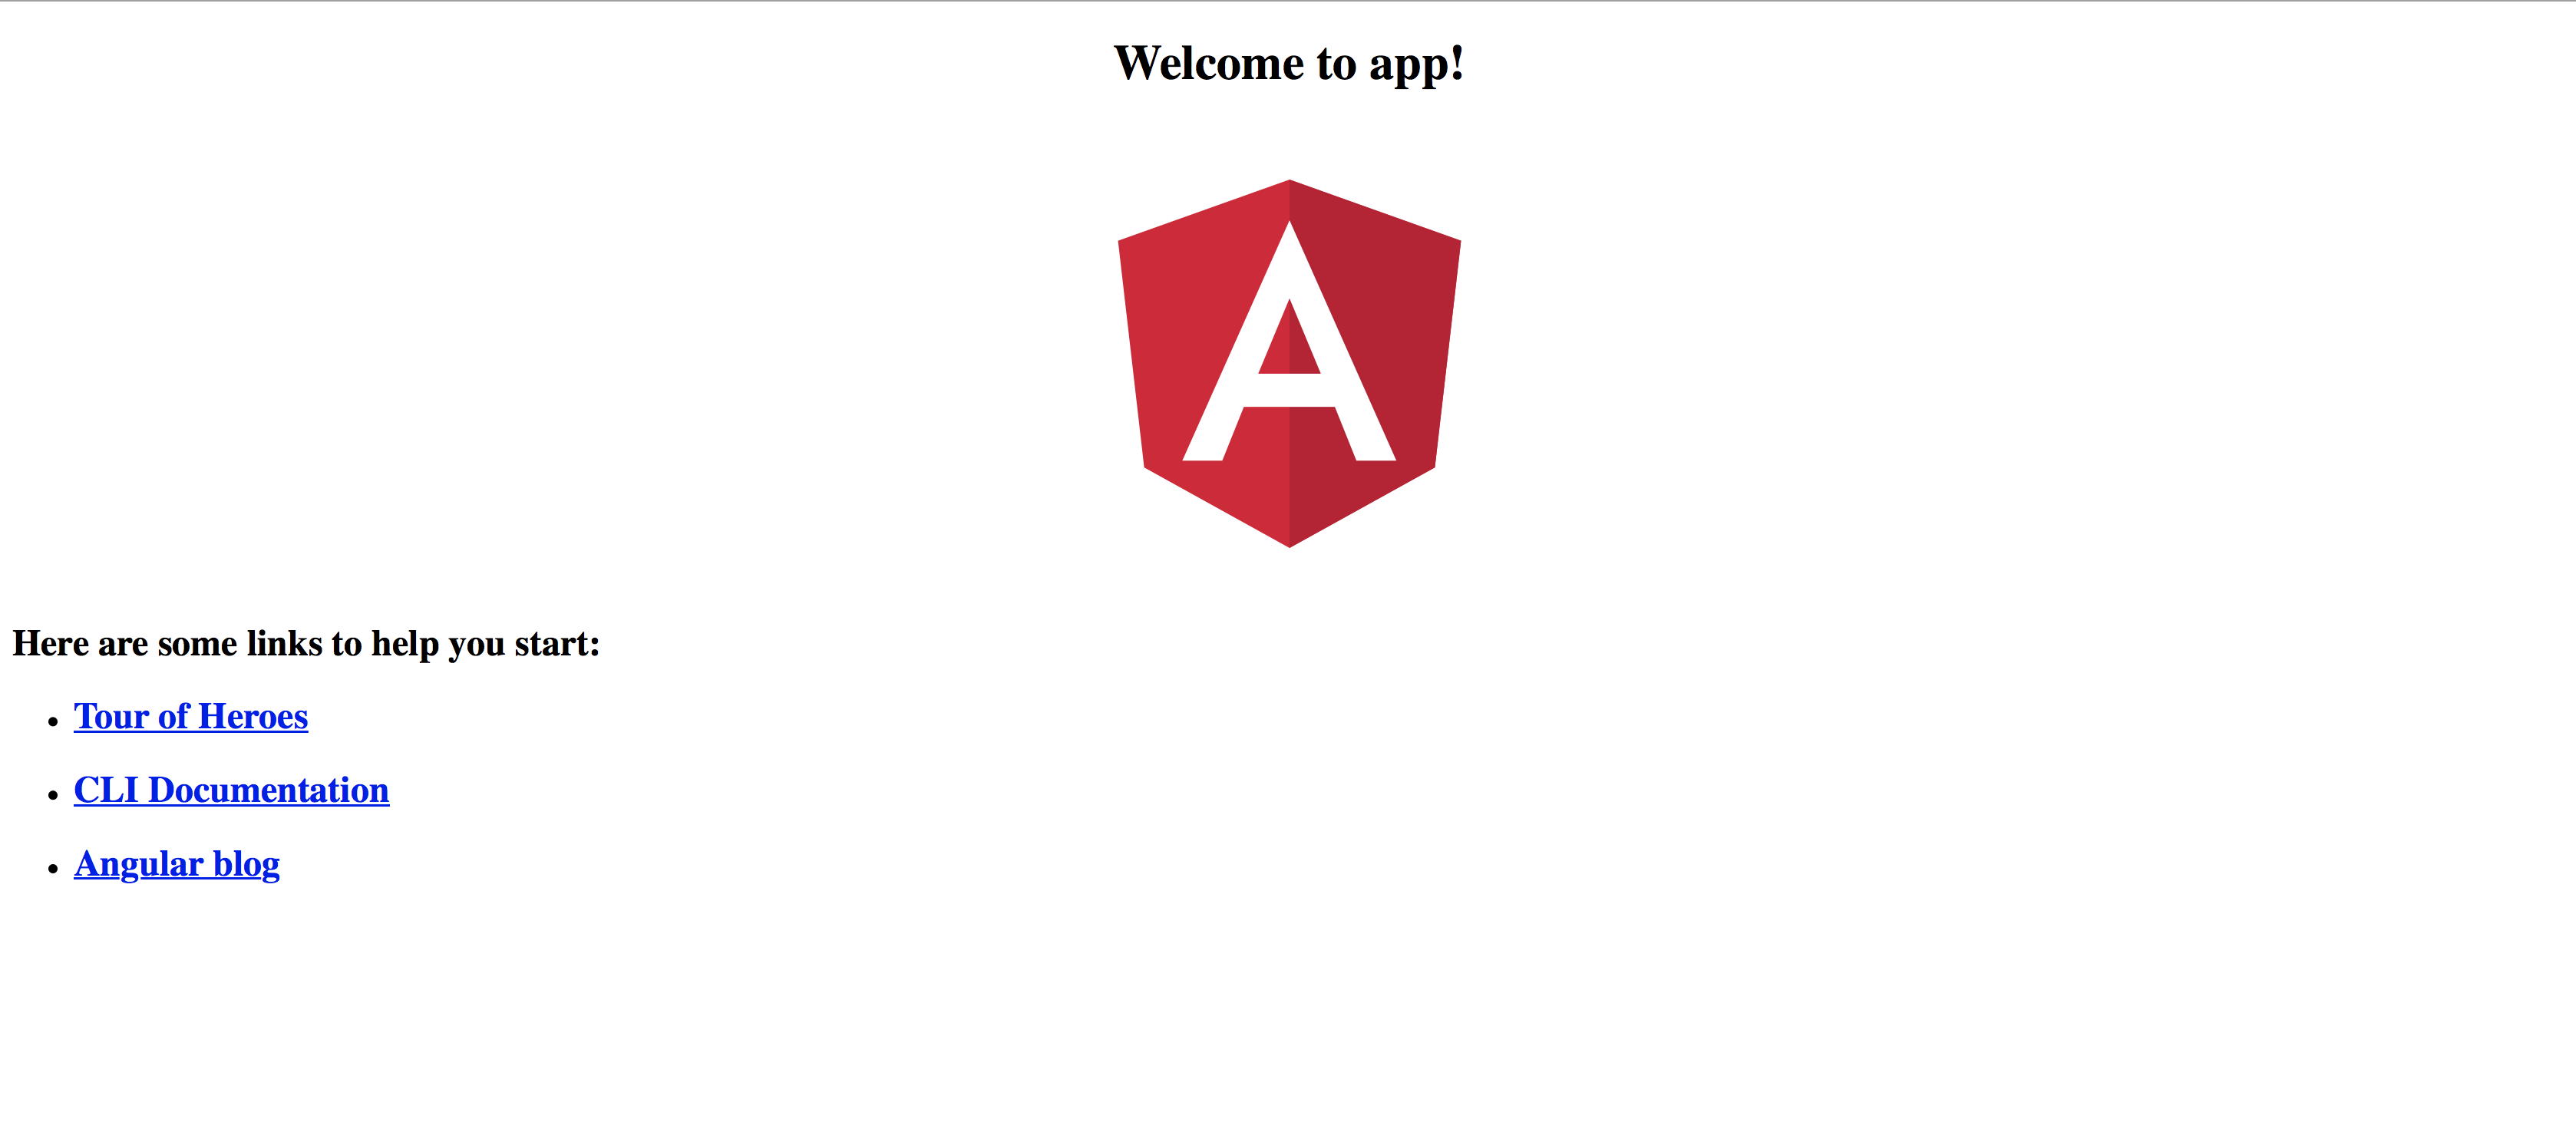 Welcome to app!
A
Here are some links to help you start:
Tour of Heroes
CLI Documentation
Angular blog